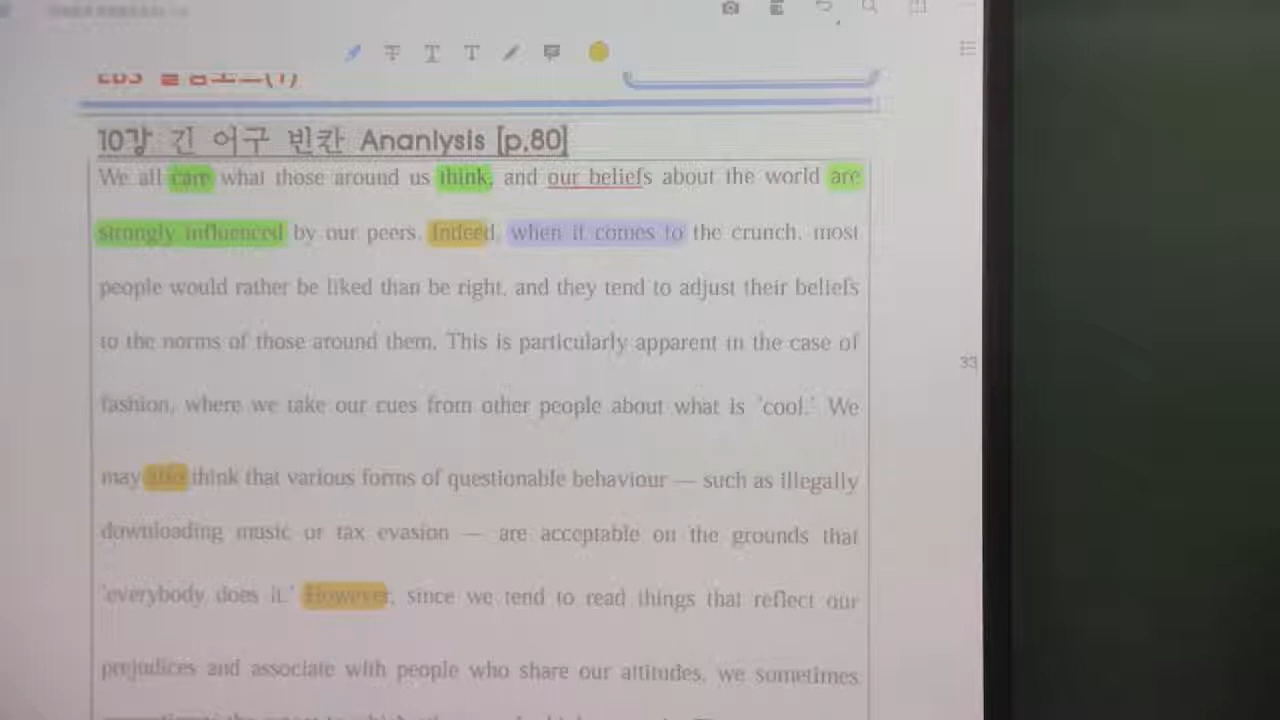 10강 긴 어구 빈칸 Ananlysis [p.80]
We all care what those around us think, and our beliefs about the world are
strongly influenced by our peers. Indeed, when it comes to the crunch, most
people would rather be liked than be right, and they tend to adjust their beliefs
to the norms of those around them. This is particularly apparent in the case of
fashion, where we take our cues from other people about what is 'cool.' We
may also think that various forms of questionable behaviour — such as illegally
downloading music or tax evasion — are acceptable on the grounds that
'everybody does it.' However, since we tend to read things that reflect our
prejudices and associate with people who share our attitudes, we sometimes
33